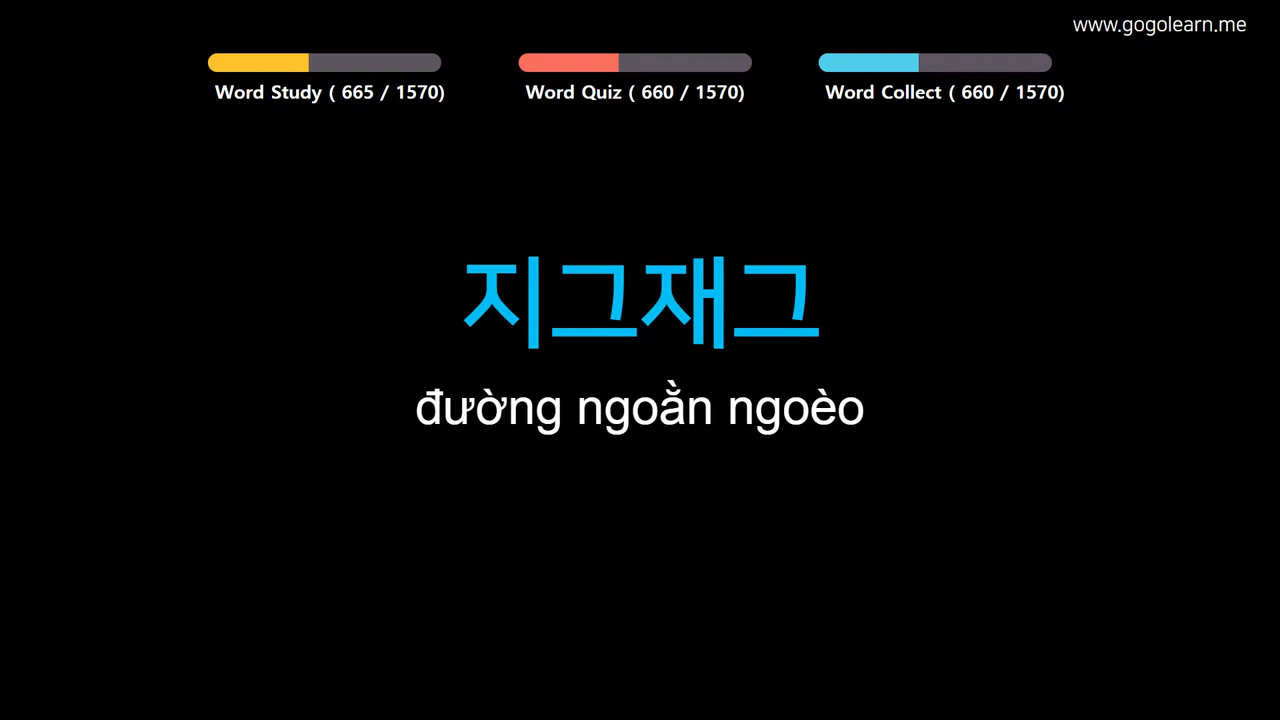 www.gogolearn.me
Word Study ( 665 / 1570)
Word Quiz ( 660 / 1570)
Word Collect ( 660 / 1570)
지그재그
đường ngoằn ngoèo